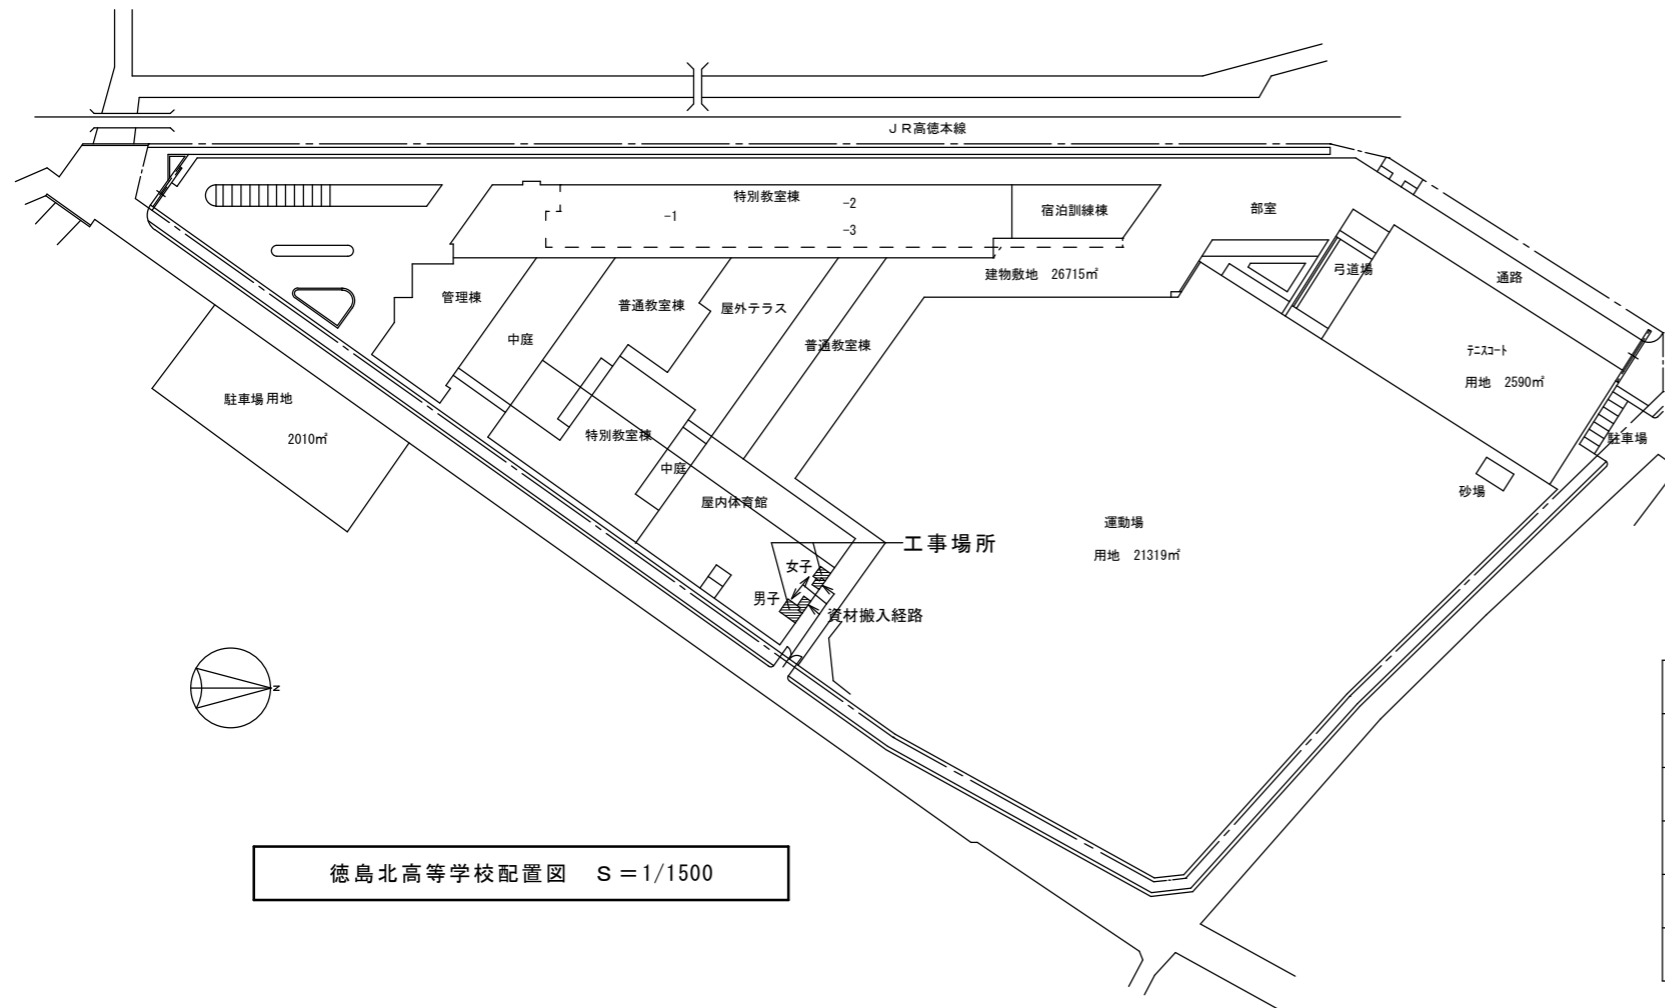 ＪＲ高徳本線
特別教室棟
-1
-2
-3
宿泊訓練棟
部室
建物敷地 26715㎡
弓道場
通路
管理棟
中庭
普通教室棟
屋外テラス
普通教室棟
ﾃﾆｽｺｰﾄ
用地 2590㎡
駐車場用地
2010㎡
特別教室棟
中庭
屋内体育館
駐車場
砂場
運動場
用地 21319㎡
工事場所
女子
男子
資材搬入経路
N
徳島北高等学校配置図 Ｓ＝1/1500